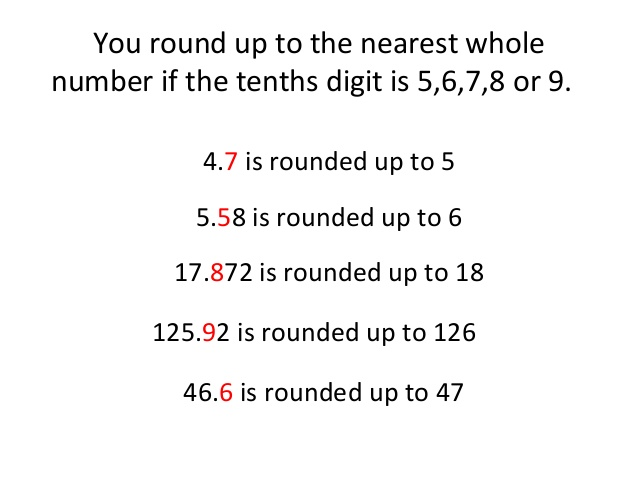 You round up to the nearest whole
number if the tenths digit is 5,6,7,8 or 9.
4.7 is rounded up to 5
5.58 is rounded up to 6
17.872 is rounded up to 18
125.92 is rounded up to 126
46.6 is rounded up to 47